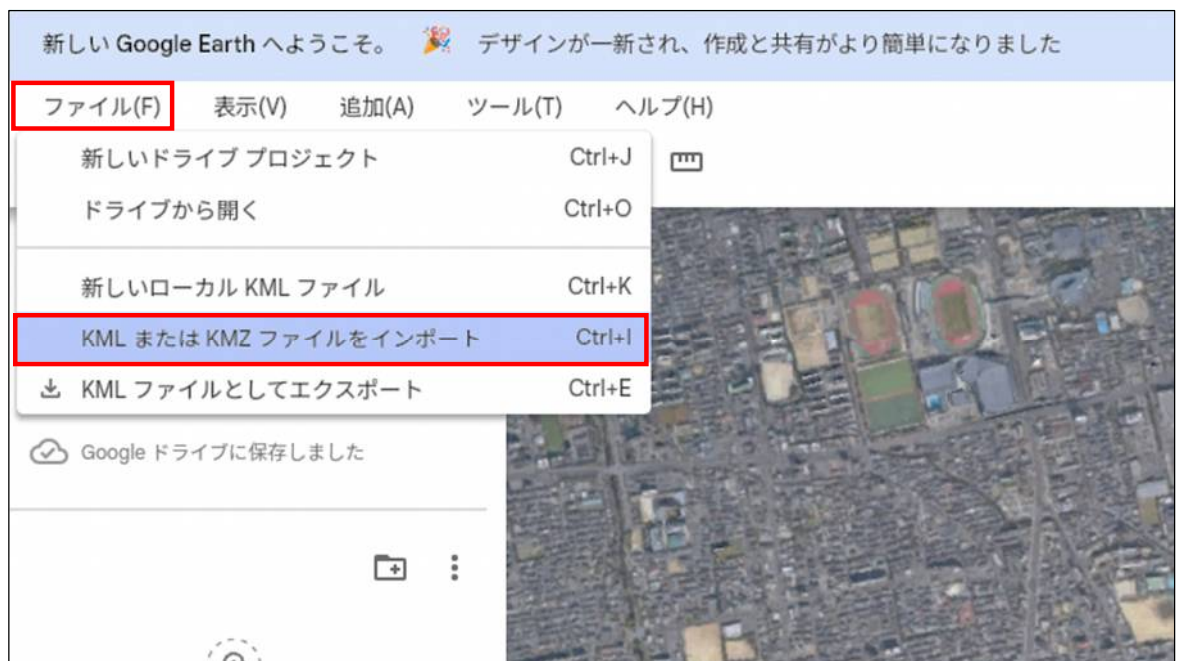 新しい Google Earth へようこそ。 🎉 デザインが一新され、作成と共有がより簡単になりました
ファイル(F) 表示(V) 追加(A) ツール(T) ヘルプ(H)
新しいドライブ プロジェクト Ctrl+J
ドライブから開く Ctrl+O
新しいローカル KML ファイル Ctrl+K
KML または KMZ ファイルをインポート Ctrl+I
KML ファイルとしてエクスポート Ctrl+E
Google ドライブに保存しました